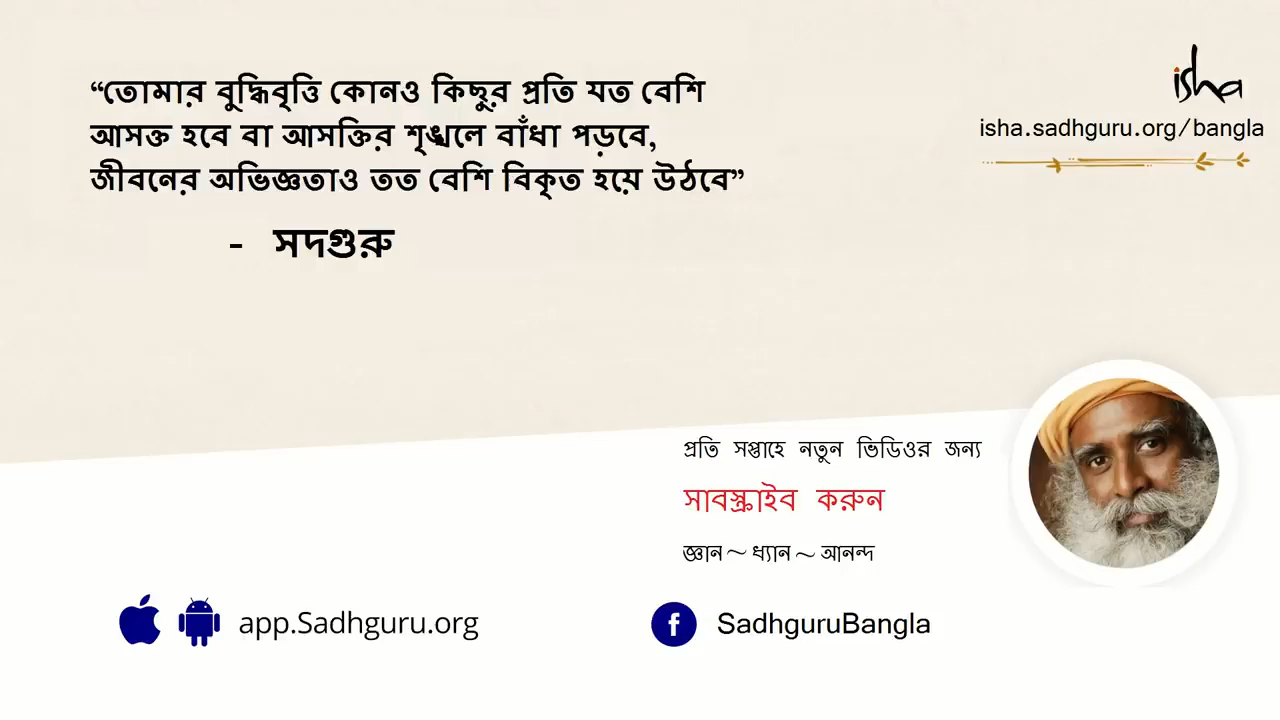 “তোমার বুদ্ধিবৃত্তি কোনও কিছুর প্রতি যত বেশি
আসক্ত হবে বা আসক্তির শৃঙ্খলে বাঁধা পড়বে,
জীবনের অভিজ্ঞতাও তত বেশি বিকৃত হয়ে উঠবে”
- সদগুরু
isha
isha.sadhguru.org/bangla
প্রতি সপ্তাহে নতুন ভিডিওর জন্য
সাবস্ক্রাইব করুন
জ্ঞান ~ ধ্যান ~ আনন্দ
app.Sadhguru.org
f SadhguruBangla